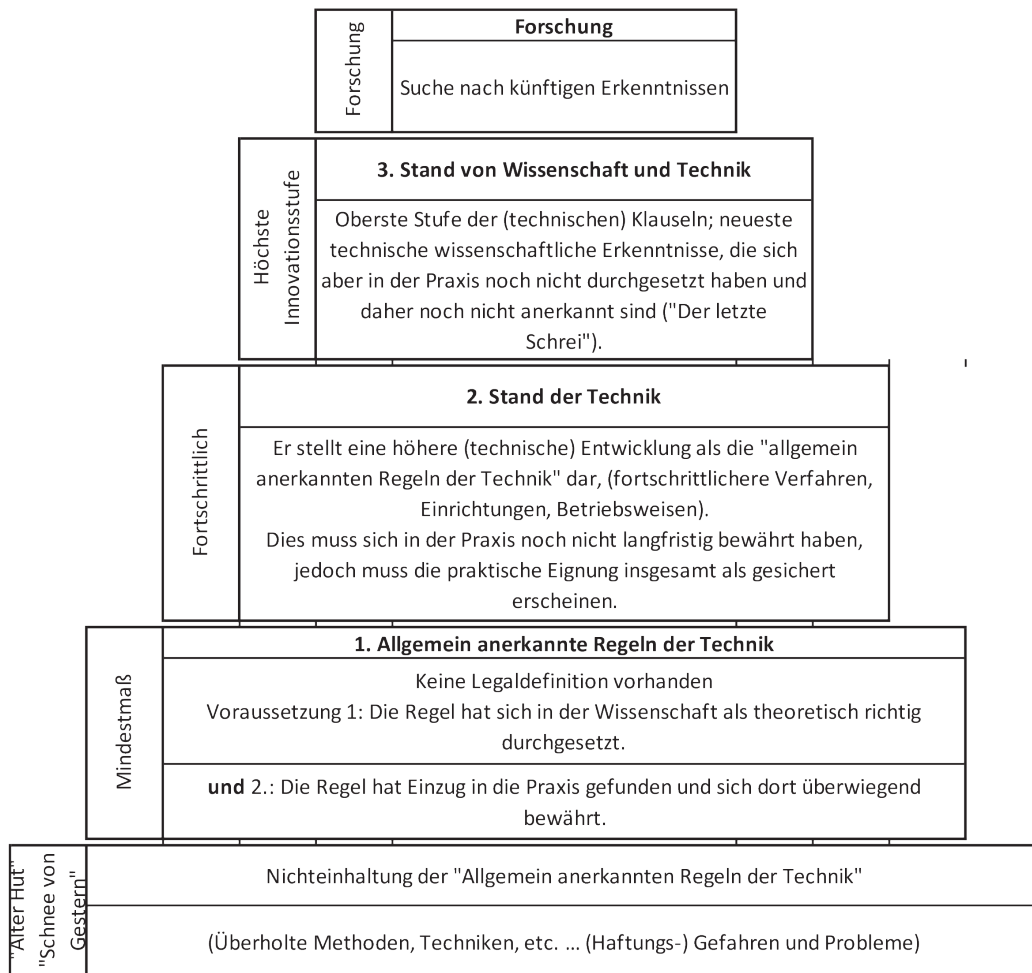 Forschung
Forschung
Suche nach künftigen Erkenntnissen
Höchste
Innovationsstufe
3. Stand von Wissenschaft und Technik
Oberste Stufe der (technischen) Klauseln; neueste
technische wissenschaftliche Erkenntnisse, die sich
aber in der Praxis noch nicht durchgesetzt haben und
daher noch nicht anerkannt sind ("Der letzte
Schrei").
Fortschrittlich
2. Stand der Technik
Er stellt eine höhere (technische) Entwicklung als die "allgemein
anerkannten Regeln der Technik" dar, (fortschrittlichere Verfahren,
Einrichtungen, Betriebsweisen).
Dies muss sich in der Praxis noch nicht langfristig bewährt haben,
jedoch muss die praktische Eignung insgesamt als gesichert
erscheinen.
Mindestmaß
1. Allgemein anerkannte Regeln der Technik
Keine Legaldefinition vorhanden
Voraussetzung 1: Die Regel hat sich in der Wissenschaft als theoretisch richtig
durchgesetzt.
und 2.: Die Regel hat Einzug in die Praxis gefunden und sich dort überwiegend
bewährt.
"Alter Hut"
"Schnee von
Gestern"
Nichteinhaltung der "Allgemein anerkannten Regeln der Technik"
(Überholte Methoden, Techniken, etc. ... (Haftungs-) Gefahren und Probleme)